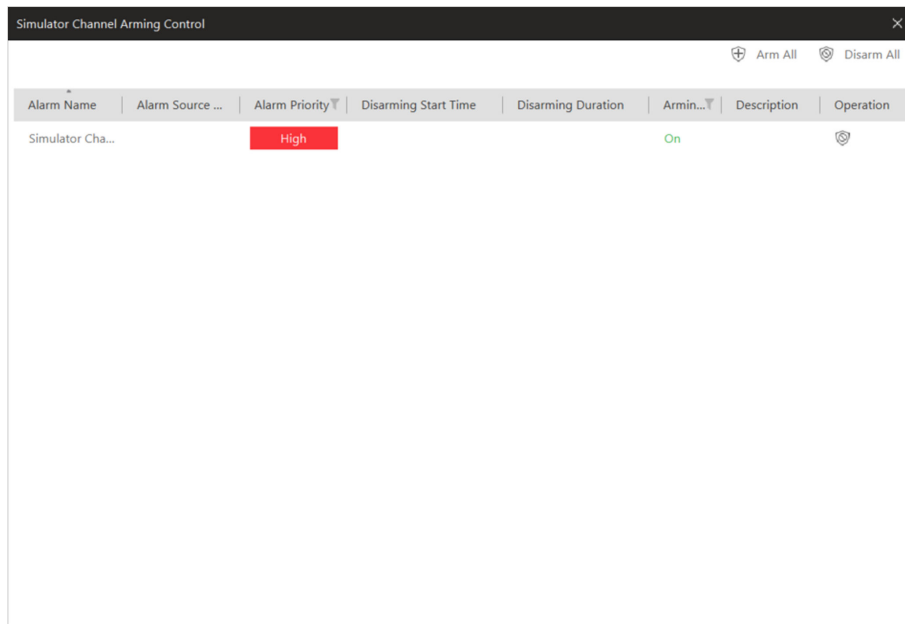 Simulator Channel Arming Control
Arm All Disarm All
Alarm Name Alarm Source ... Alarm Priority Disarming Start Time Disarming Duration Armin... Description Operation
Simulator Cha... High On